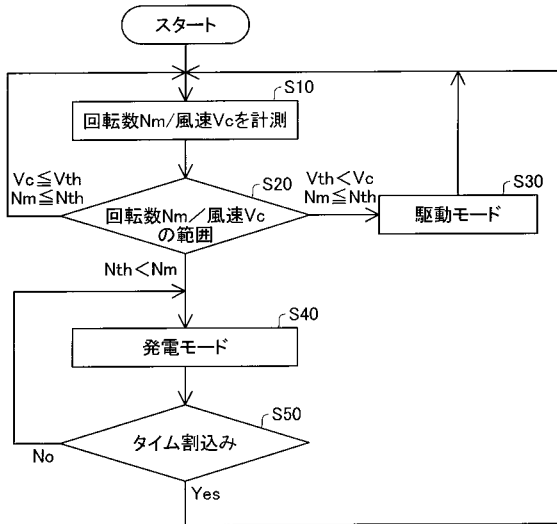 スタート
S10
回転数Nm/風速Vcを計測
Vc≦Vth
Nm≦Nth
S20
回転数Nm/風速Vc
の範囲
Vth<Vc
Nm≦Nth
S30
駆動モード
Nth<Nm
S40
発電モード
S50
タイム割込み
No
Yes